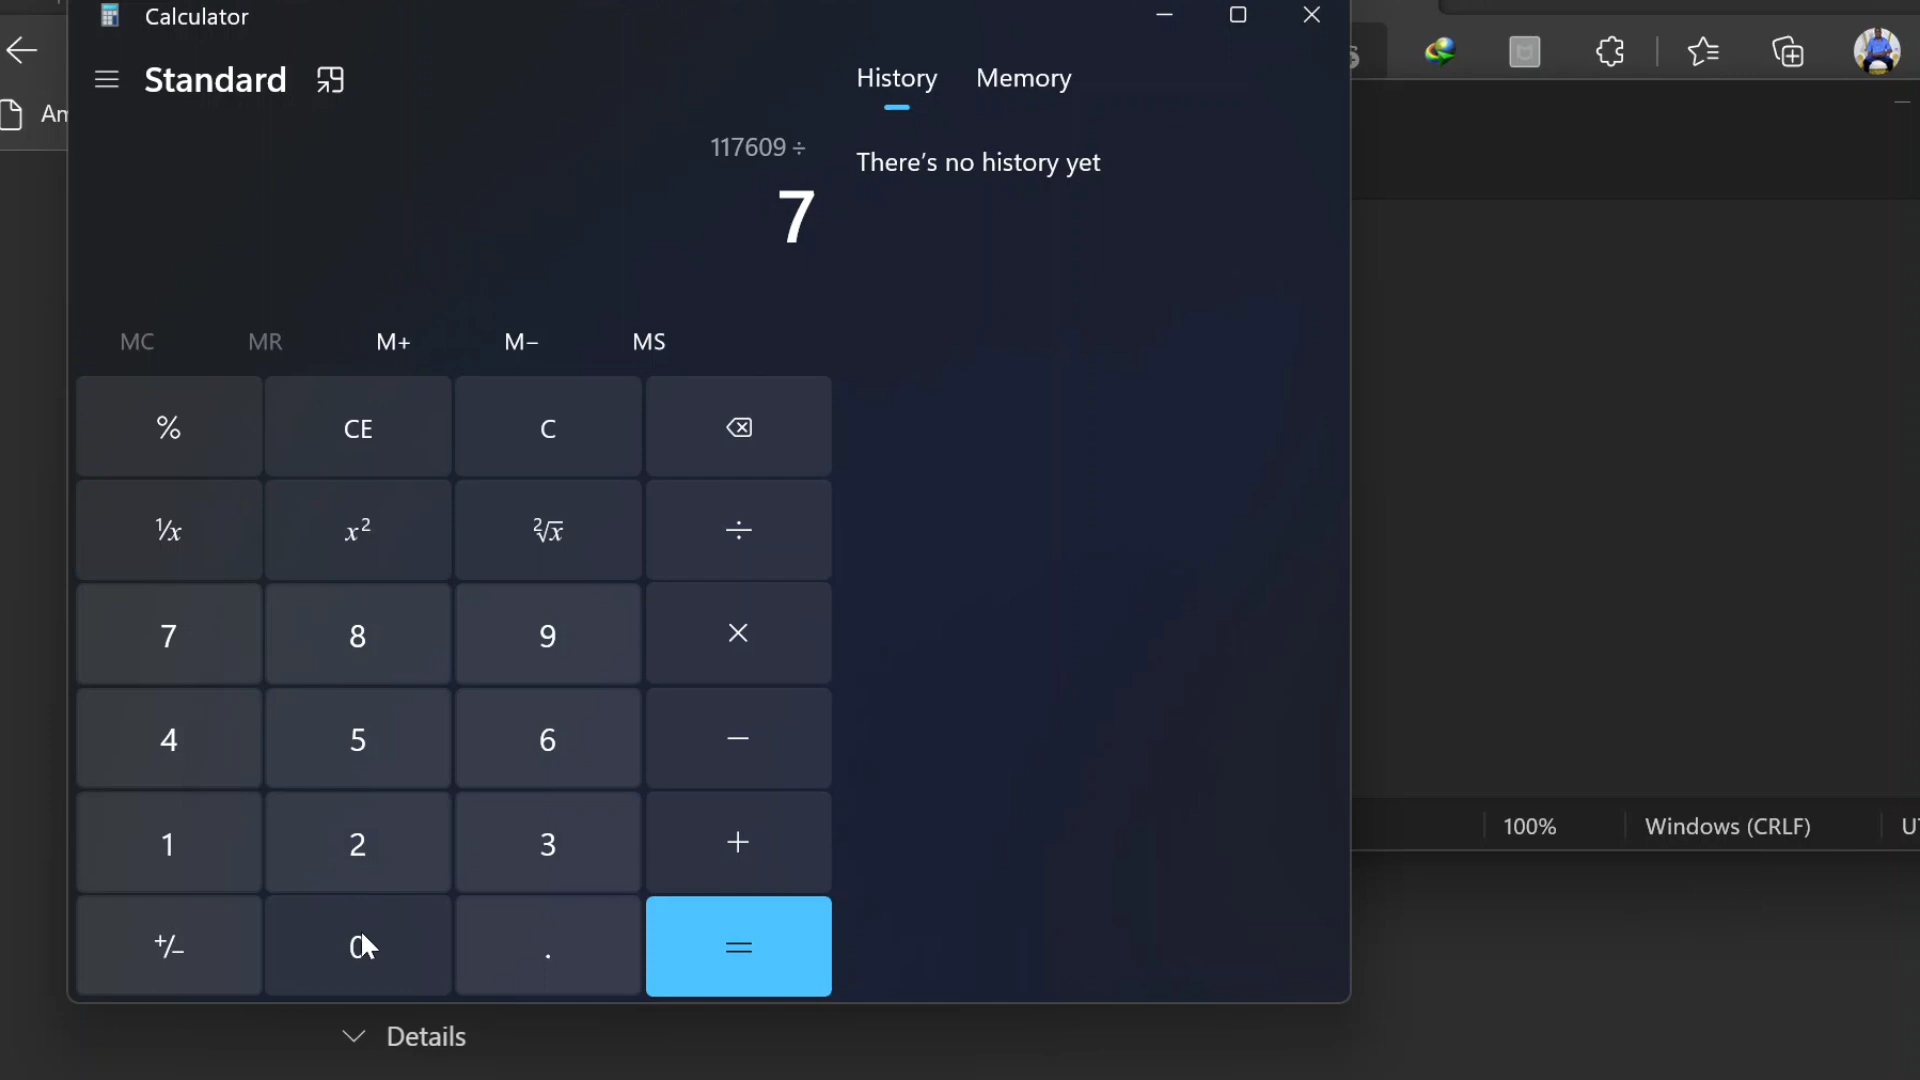 Calculator
Standard
History Memory
Am
117609 ÷
There's no history yet
7
MC MR M+ M− MS
% CE C
⅟x x² ²√x ÷
7 8 9 ×
4 5 6 −
1 2 3 +
100% Windows (CRLF)
+/− 0 . =
Details